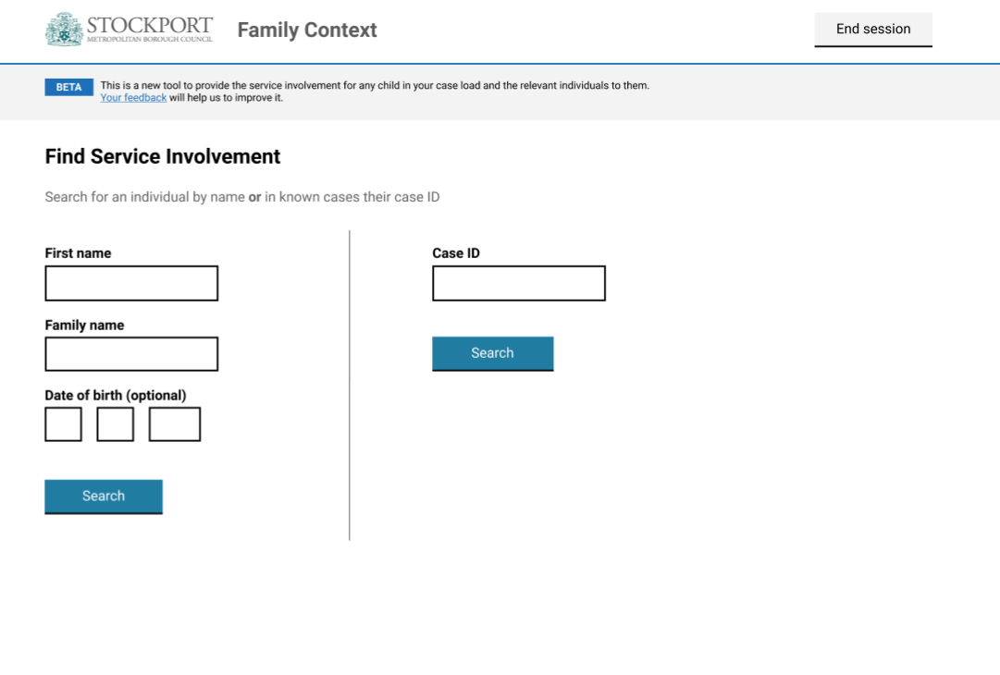 STOCKPORT
METROPOLITAN BOROUGH COUNCIL
Family Context
End session
BETA
This is a new tool to provide the service involvement for any child in your case load and the relevant individuals to them.
Your feedback will help us to improve it.
Find Service Involvement
Search for an individual by name or in known cases their case ID
First name
Family name
Date of birth (optional)
Search
Case ID
Search